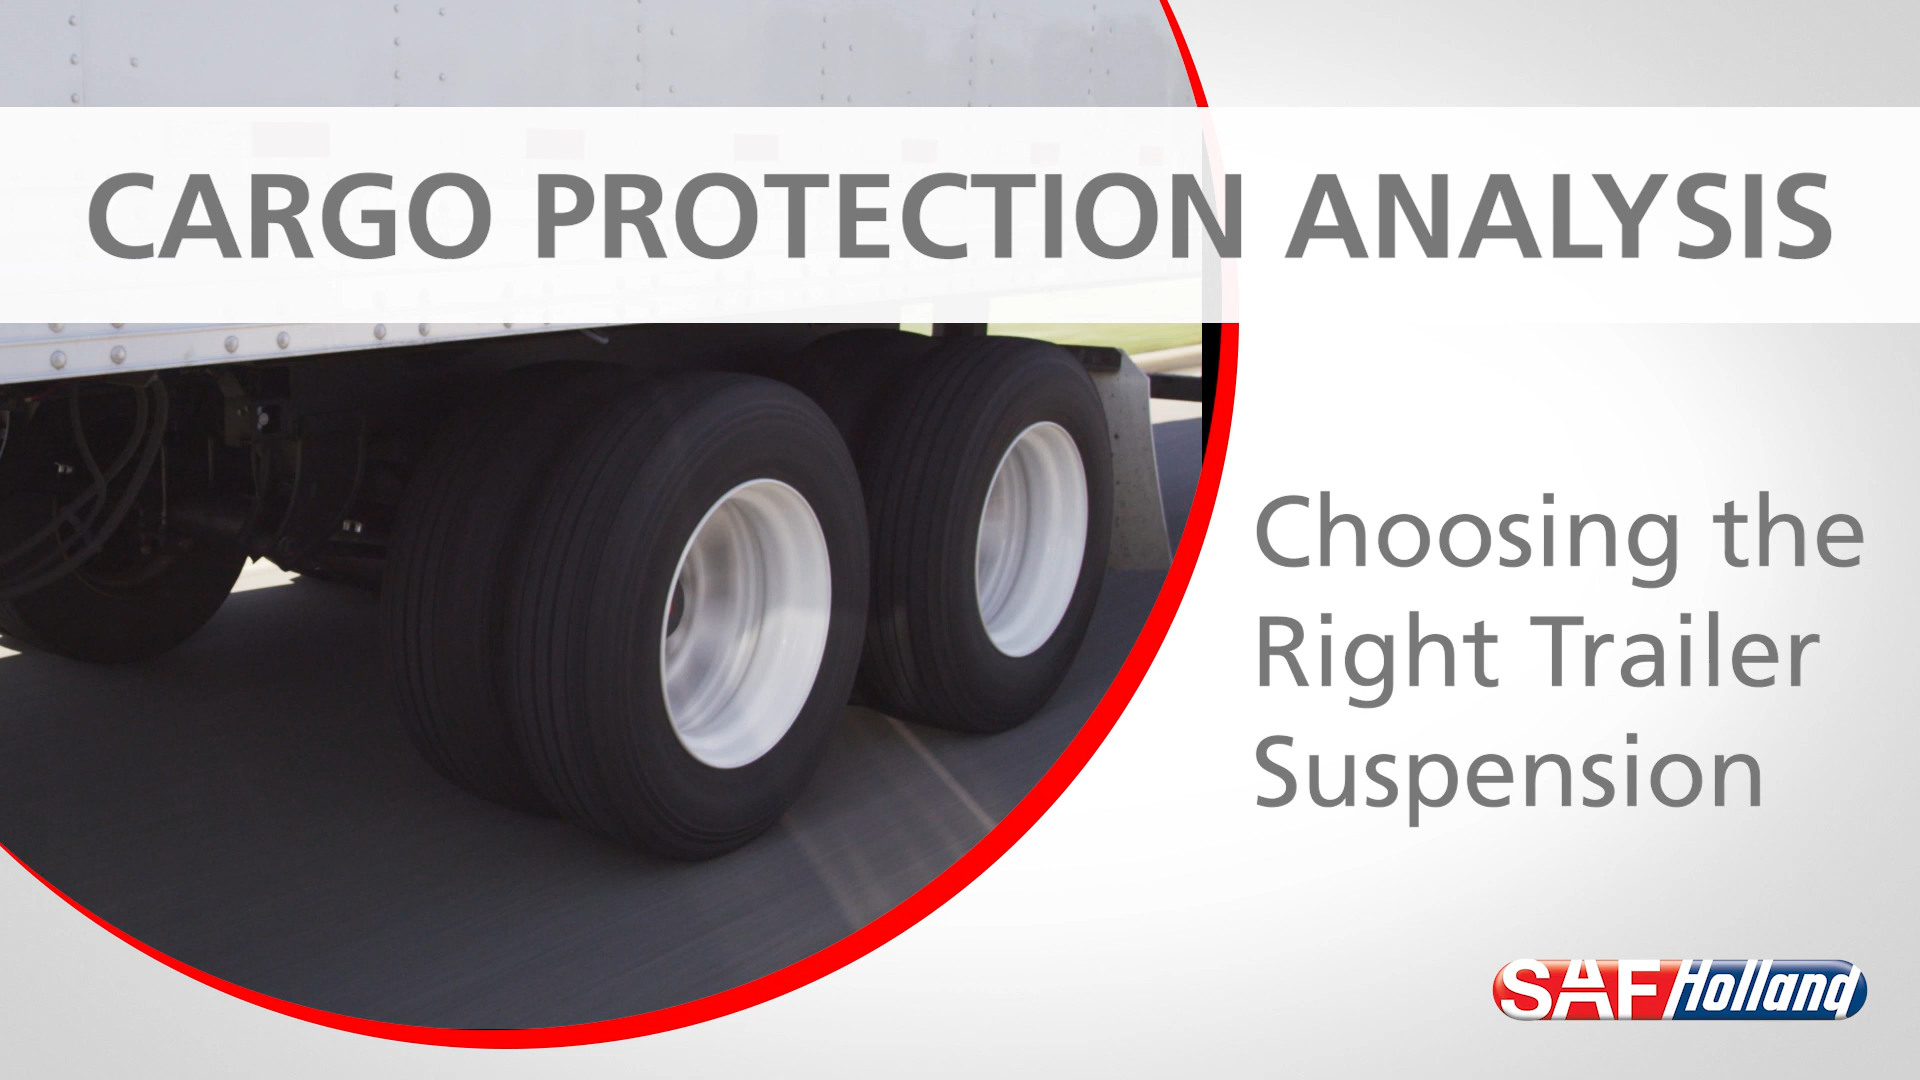 CARGO PROTECTION ANALYSIS
Choosing the
Right Trailer
Suspension
SAF Holland